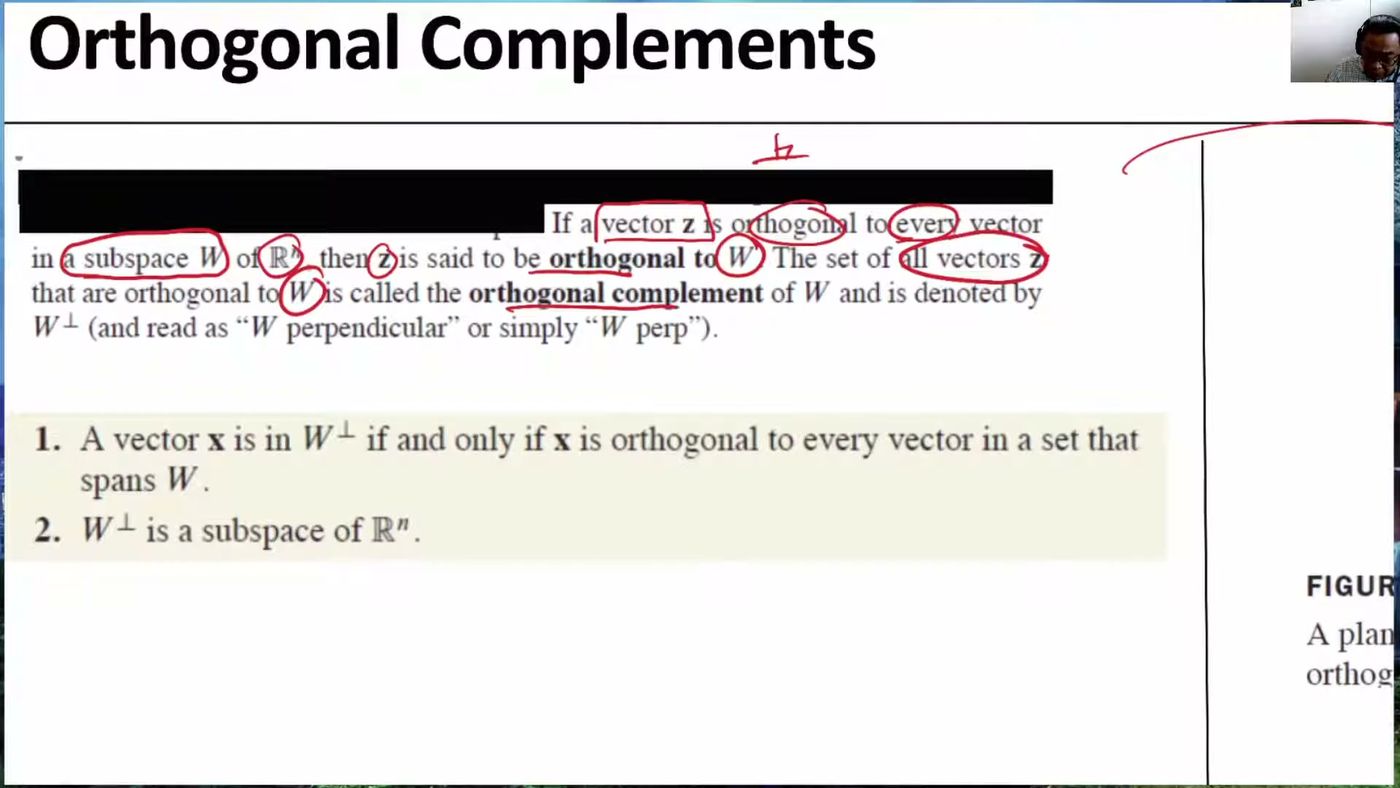 Orthogonal Complements
If a vector z is orthogonal to every vector
in a subspace W of ℝⁿ, then z is said to be orthogonal to W. The set of all vectors z
that are orthogonal to W is called the orthogonal complement of W and is denoted by
W⊥ (and read as “W perpendicular” or simply “W perp”).
1. A vector x is in W⊥ if and only if x is orthogonal to every vector in a set that
spans W.
2. W⊥ is a subspace of ℝⁿ.
FIGUR
A plan
orthog